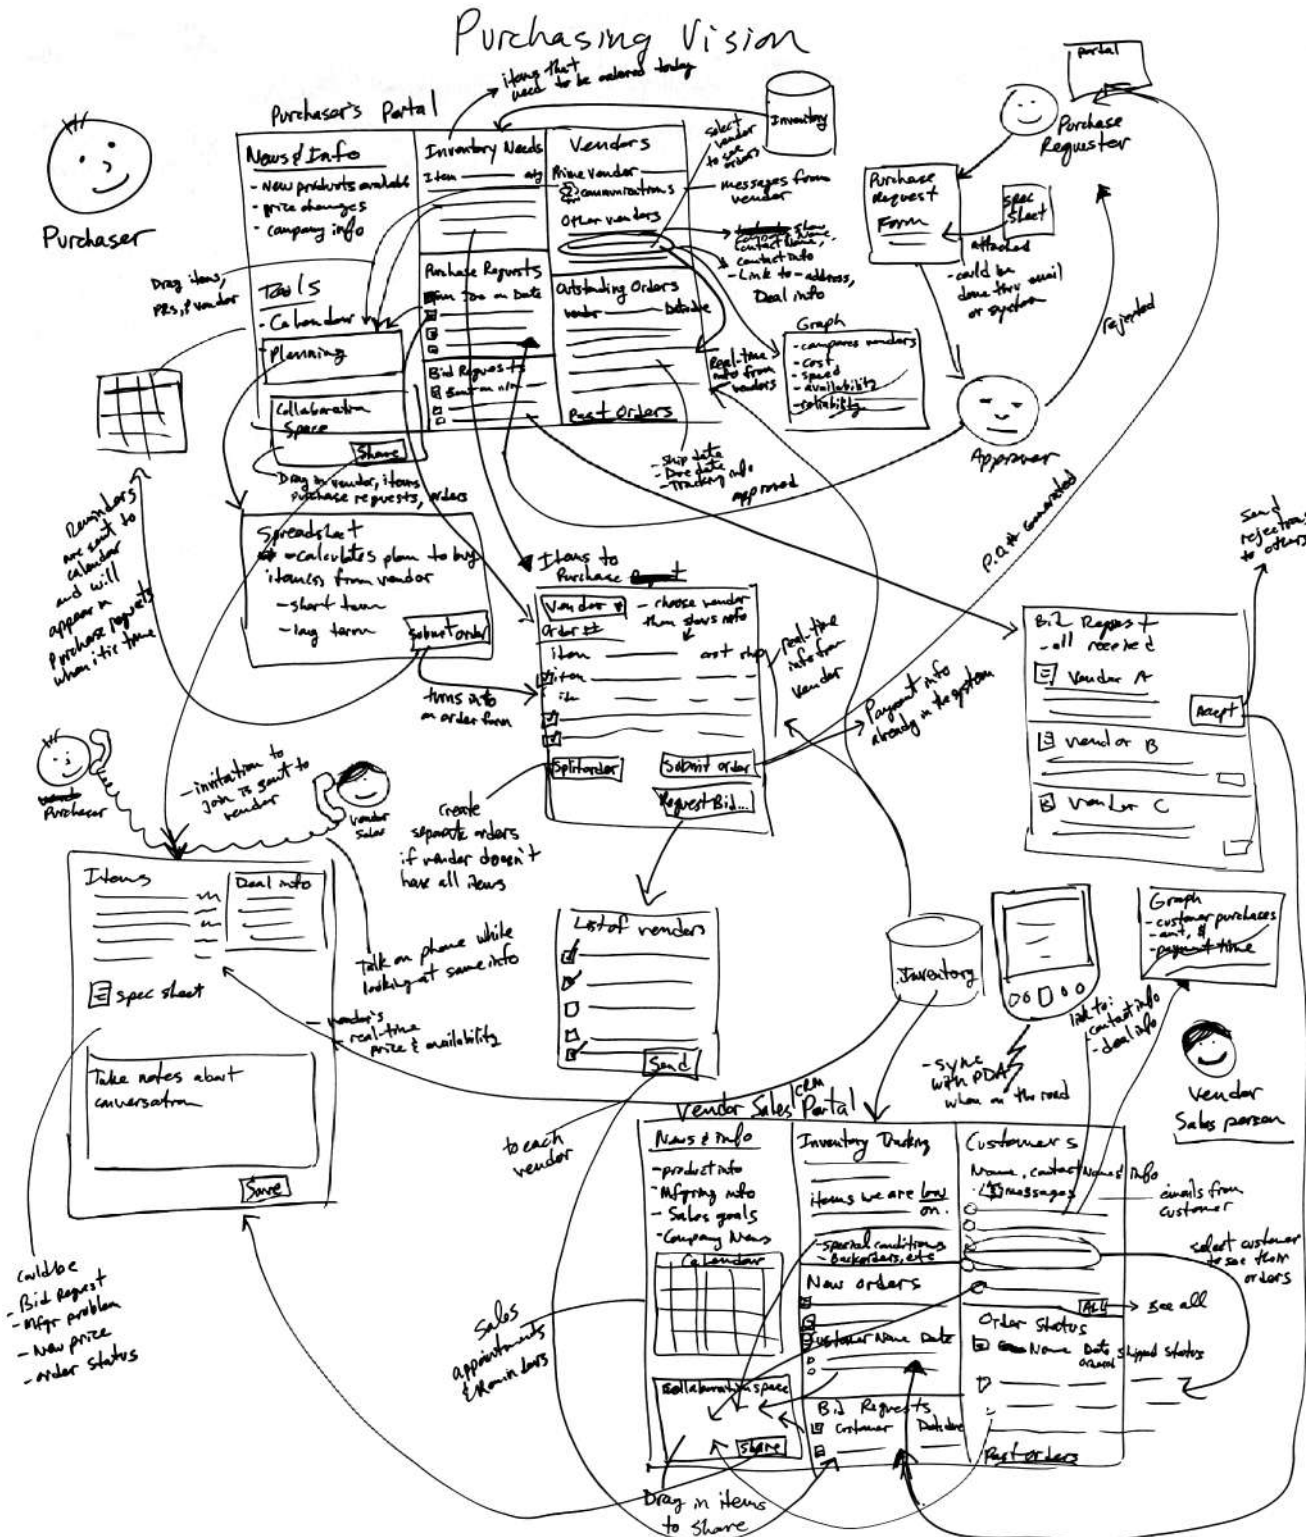 Purchasing Vision
Purchaser
Purchaser's Portal
items that
need to be ordered today
News & Info
- New products available
- price changes
- company info
Tools
- Calendar
- Planning
Collaboration
Space
Share
Drag items,
PRs, & vendor
Inventory Needs
Item
qty
Purchase Requests
on Date
Bid Requests
Sent on
Vendors
Prime vendor
communications
Other vendors
Outstanding Orders
vendor
Date due
Past Orders
select
vendor
to see
orders
Inventory
messages from
vendor
show
Contact Name,
contact info
- Link to - address,
Deal info
Graph
- compares vendors
- cost
- speed
- availability
- reliability
Real-time
info from
vendors
- Ship date
- Due date
- Tracking info
approved
portal
Purchase
Requester
Purchase
Request
Form
Spec
Sheet
attached
- could be
done thru email
or system
rejected
Approver
P.O. # generated
Reminders
are sent to
calendar
and will
appear in
Purchase requests
when it is time
- Drag in vendor, items
purchase requests, orders
Spreadsheet
- calculates plan to buy
item(s) from vendor
- short term
- long term
Submit order
turns into
an order form
Items to
Purchase
Vendor
- choose vendor
then shows info
Order #
item
cost
ship
item
Split order
Submit order
Request Bid...
real-time
info from
vendor
Payment info
already in the system
create
separate orders
if vendor doesn't
have all items
Send
rejections
to others
Bid Request
- all received
Vendor A
Accept
Vendor B
Vendor C
Purchaser
vendor
Sales
- invitation to
join is sent to
vendor
Talk on phone while
looking at same info
Items
Deal info
spec sheet
Take notes about
conversation
Save
- vendor's
- real-time
price & availability
could be
- Bid Request
- Mfgr problem
- New price
- order status
List of vendors
Send
to each
vendor
Inventory
- sync
with PDA
when on the road
link to:
- contact info
- deal info
Graph
- customer purchases
- amt, $
- payment time
Vendor
Sales person
Vendor Sales CRM Portal
News & info
- product info
- Mfgring info
- Sales goals
- Company News
Calendar
Collaboration space
Share
Sales
appointments
& Reminders
Drag in items
to share
Inventory Tracking
items we are low
on.
- special conditions
- Backorders, etc
New orders
Customer Name Date
Bid Requests
Customer
Date due
Customers
Name, contact Names & info
messages
emails from
customer
select customer
to see them
orders
ALL
see all
Order Status
Name Date ordered shipped status
Past orders